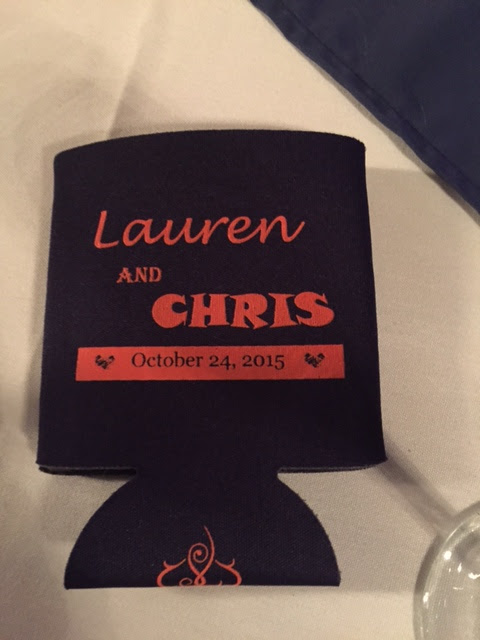 Lauren
AND
CHRIS
October 24, 2015